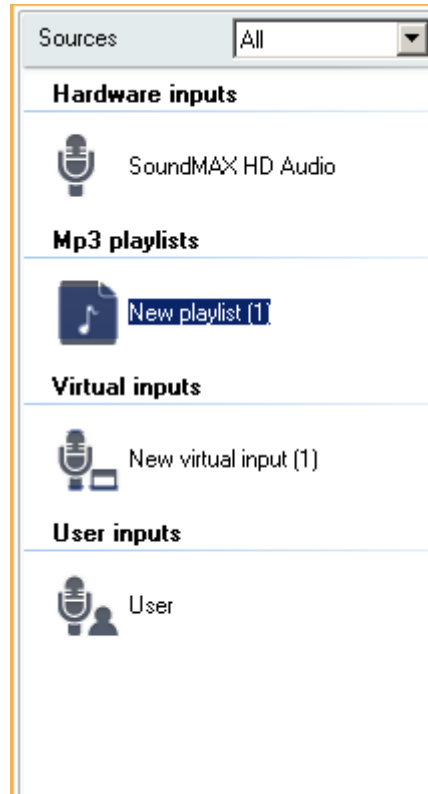 Sources All
Hardware inputs
SoundMAX HD Audio
Mp3 playlists
New playlist (1)
Virtual inputs
New virtual input (1)
User inputs
User